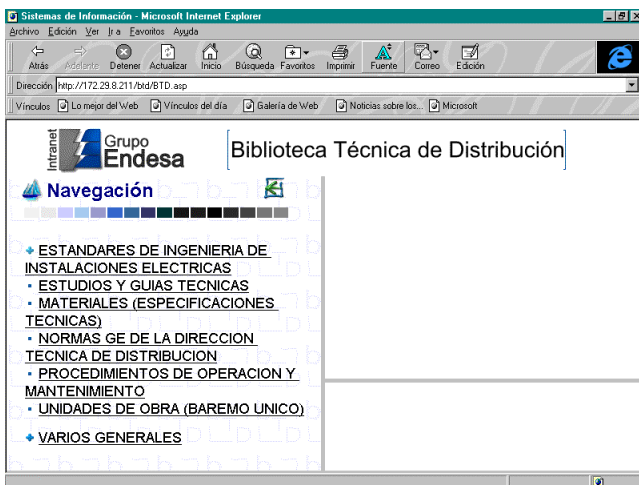 Sistemas de Información - Microsoft Internet Explorer
Archivo Edición Ver Ir a Favoritos Ayuda
Atrás Adelante Detener Actualizar Inicio Búsqueda Favoritos Imprimir Fuente Correo Edición
Dirección http://172.29.8.211/btd/BTD.asp
Vínculos Lo mejor del Web Vínculos del día Galería de Web Noticias sobre los... Microsoft
Intranet
Grupo
Endesa
Biblioteca Técnica de Distribución
Navegación
ESTANDARES DE INGENIERIA DE
INSTALACIONES ELECTRICAS
ESTUDIOS Y GUIAS TECNICAS
MATERIALES (ESPECIFICACIONES
TECNICAS)
NORMAS GE DE LA DIRECCION
TECNICA DE DISTRIBUCION
PROCEDIMIENTOS DE OPERACION Y
MANTENIMIENTO
UNIDADES DE OBRA (BAREMO UNICO)
VARIOS GENERALES